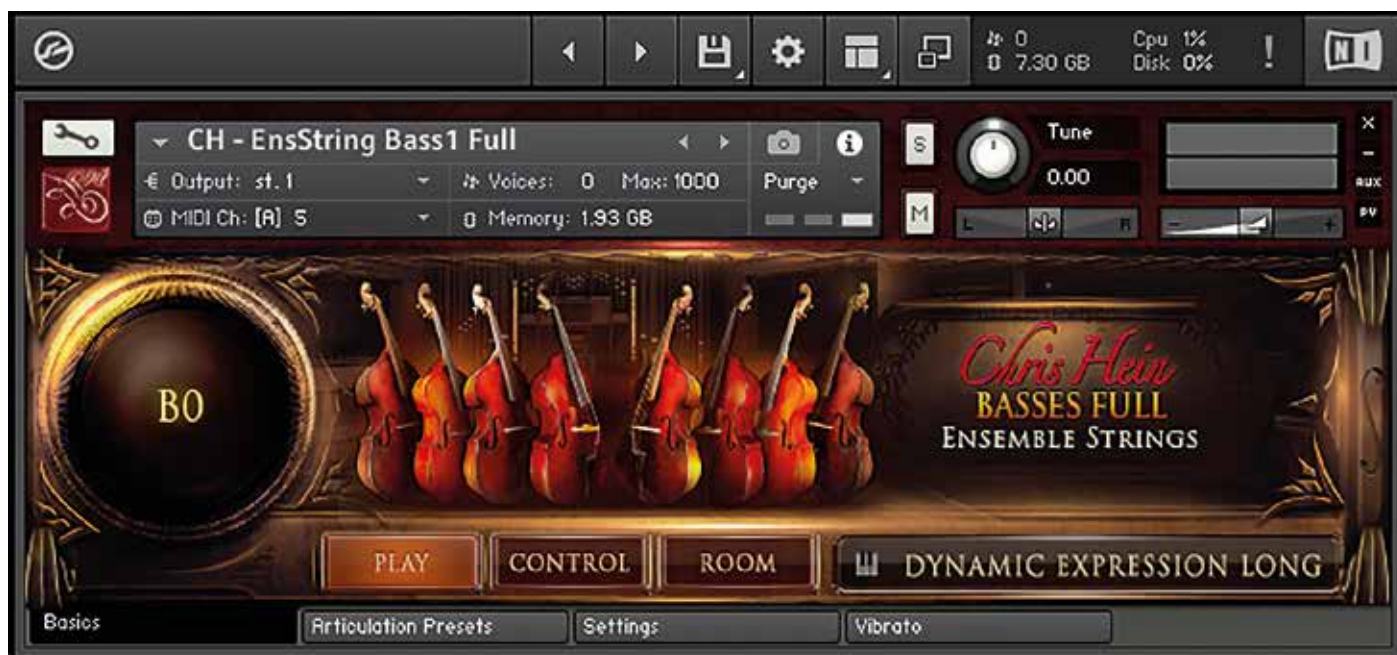 0 Cpu 1%
7.30 GB Disk 0% ! NI
CH - EnsString Bass1 Full i S Tune X
Output: st.1 Voices: 0 Max: 1000 Purge 0.00 AUX
MIDI Ch: [A] 5 Memory: 1.93 GB M L R - + PV
B0
Chris Hein
BASSES FULL
ENSEMBLE STRINGS
PLAY CONTROL ROOM DYNAMIC EXPRESSION LONG
Basics Articulation Presets Settings Vibrato